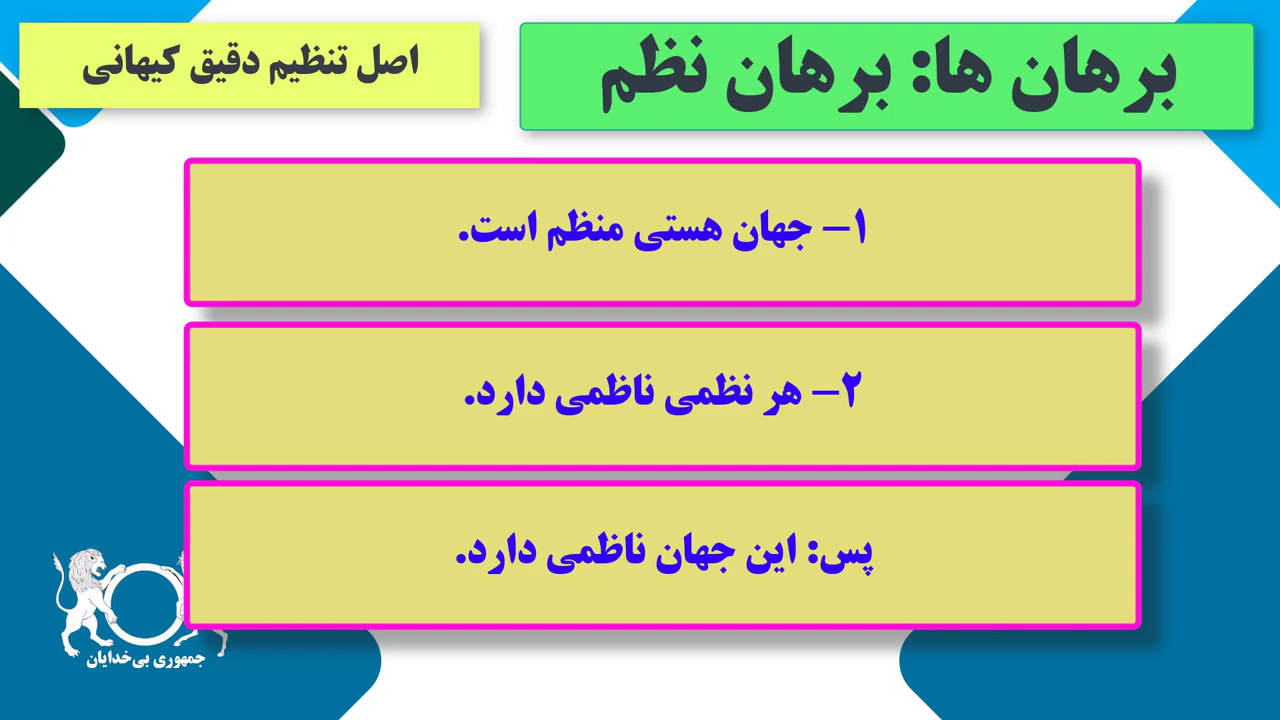 برهان ها: برهان نظم
اصل تنظیم دقیق کیهانی
۱- جهان هستی منظم است.
۲- هر نظمی ناظمی دارد.
پس: این جهان ناظمی دارد.
جمهوری بی‌خدایان